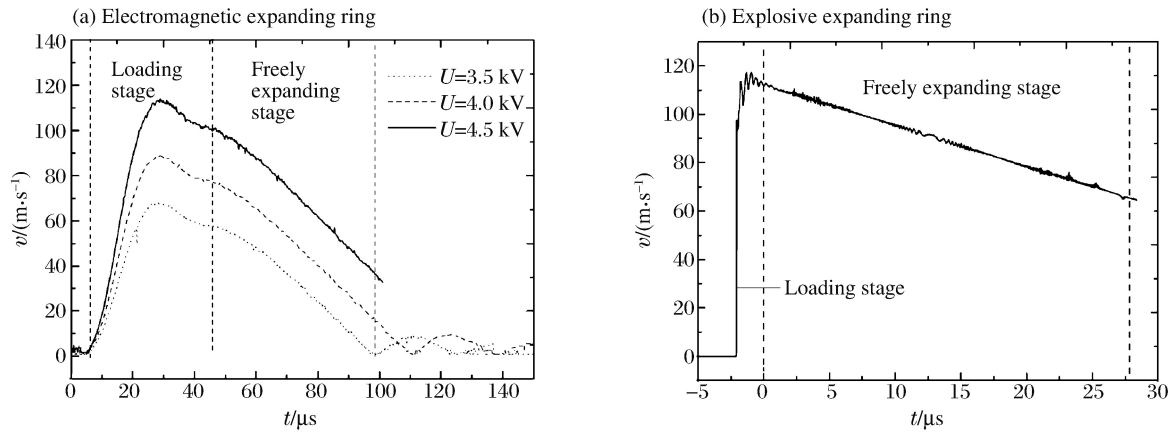 (a) Electromagnetic expanding ring
140
120
100
80
60
40
20
0
v/(m·s⁻¹)
Loading
stage
Freely
expanding
stage
U=3.5 kV
U=4.0 kV
U=4.5 kV
0 20 40 60 80 100 120 140
t/μs
(b) Explosive expanding ring
120
100
80
60
40
20
0
v/(m·s⁻¹)
Freely expanding stage
Loading stage
−5 0 5 10 15 20 25 30
t/μs